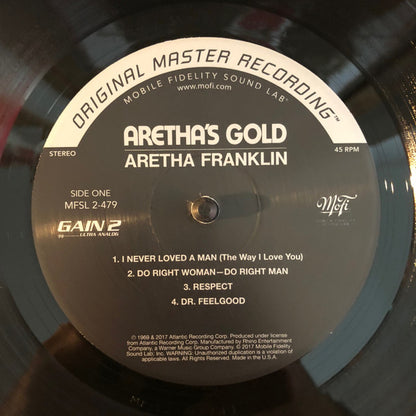 ORIGINAL MASTER RECORDING™
MOBILE FIDELITY SOUND LAB®
www.mofi.com
ARETHA'S GOLD
STEREO
45 RPM
ARETHA FRANKLIN
SIDE ONE
MFSL 2-479
GAIN 2
ULTRA ANALOG
MoFi
1. I NEVER LOVED A MAN (The Way I Love You)
2. DO RIGHT WOMAN—DO RIGHT MAN
3. RESPECT
4. DR. FEELGOOD
℗ 1969 & 2017 Atlantic Recording Corp. Produced under license
from Atlantic Recording Corp. Manufactured by Rhino Entertainment
Company, a Warner Music Group Company. © 2017 Mobile Fidelity
Sound Lab, Inc. WARNING: Unauthorized duplication is a violation of
applicable laws. All Rights Reserved. Made in the U.S.A.